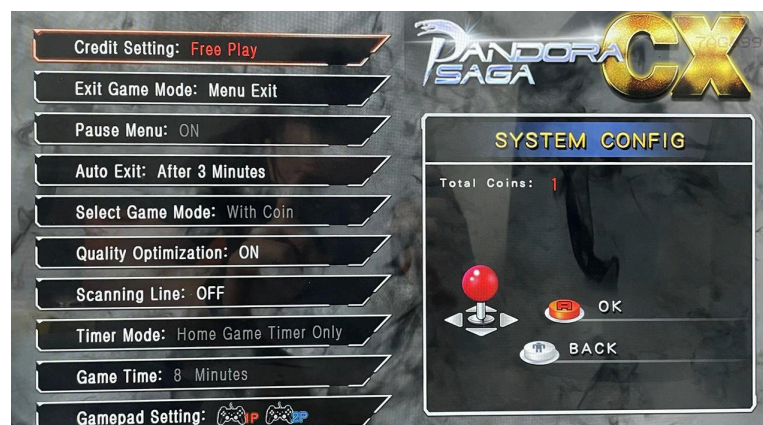 Credit Setting: Free Play
Exit Game Mode: Menu Exit
Pause Menu: ON
Auto Exit: After 3 Minutes
Select Game Mode: With Coin
Quality Optimization: ON
Scanning Line: OFF
Timer Mode: Home Game Timer Only
Game Time: 8 Minutes
Gamepad Setting: 1P 2P
PANDORA SAGA CX
SYSTEM CONFIG
Total Coins: 1
OK
BACK